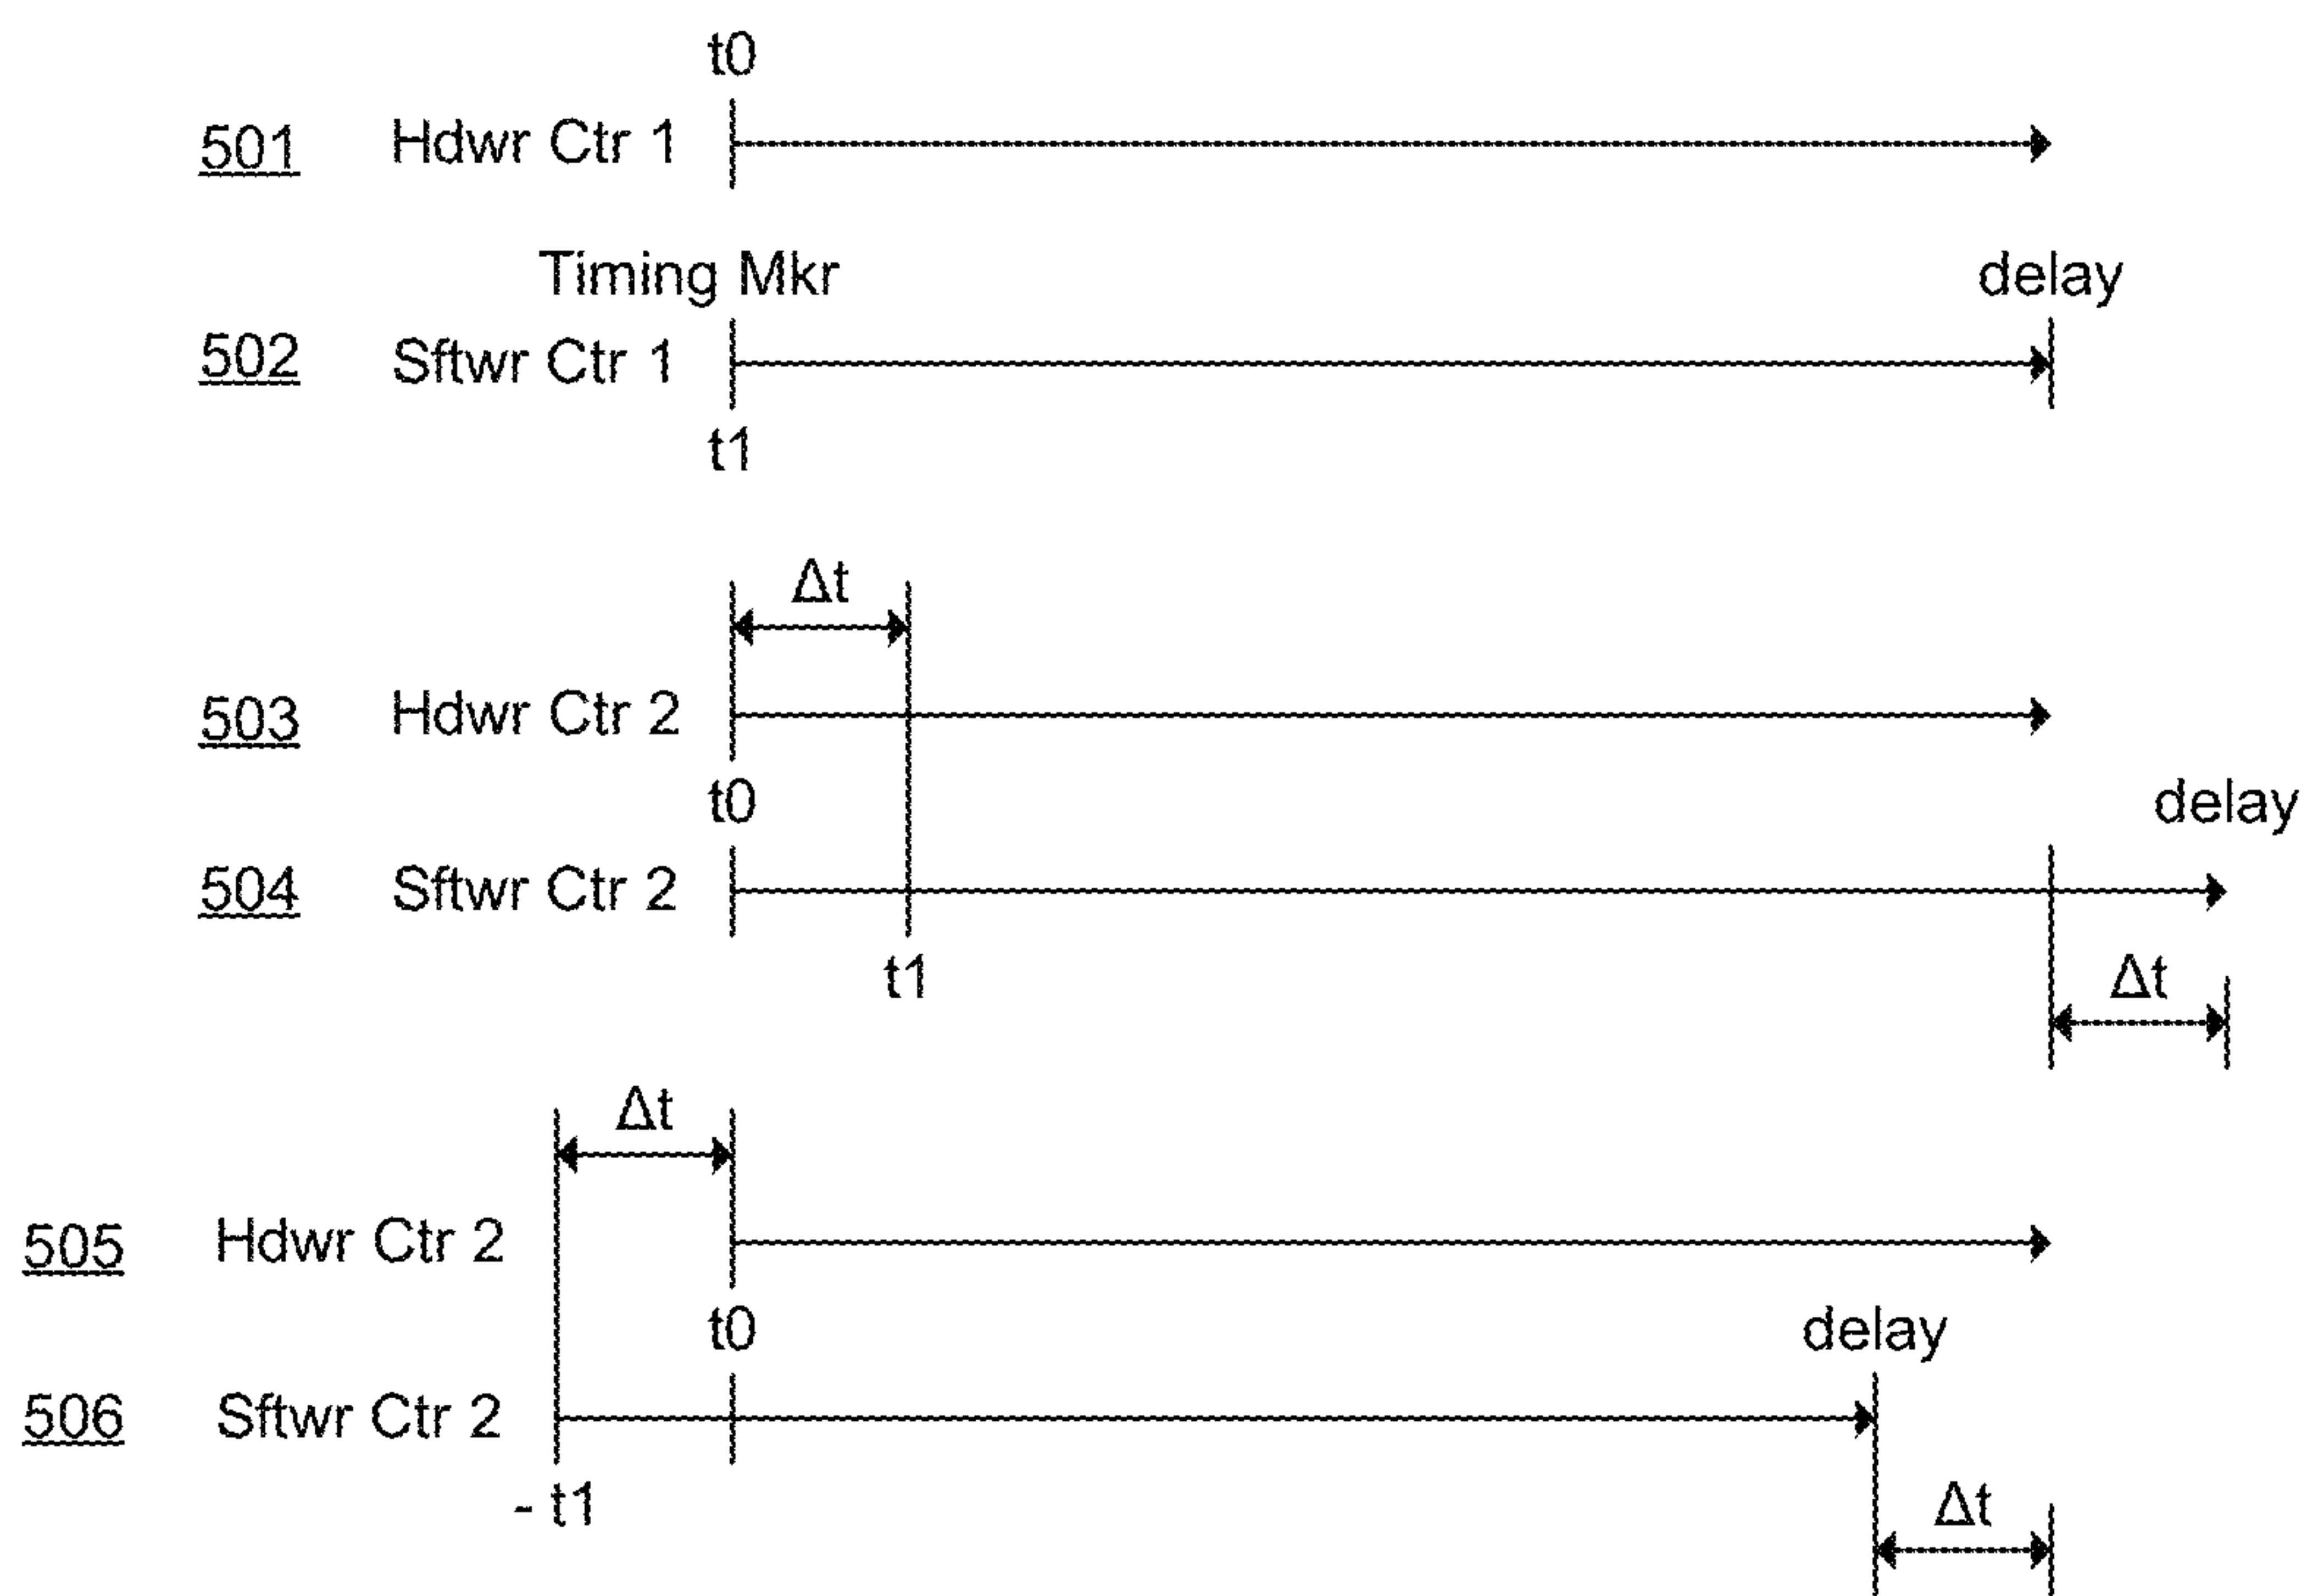 t0
501 Hdwr Ctr 1
Timing Mkr delay
502 Sftwr Ctr 1
t1
Δt
503 Hdwr Ctr 2
t0 delay
504 Sftwr Ctr 2
t1 Δt
Δt
505 Hdwr Ctr 2
t0 delay
506 Sftwr Ctr 2
- t1 Δt